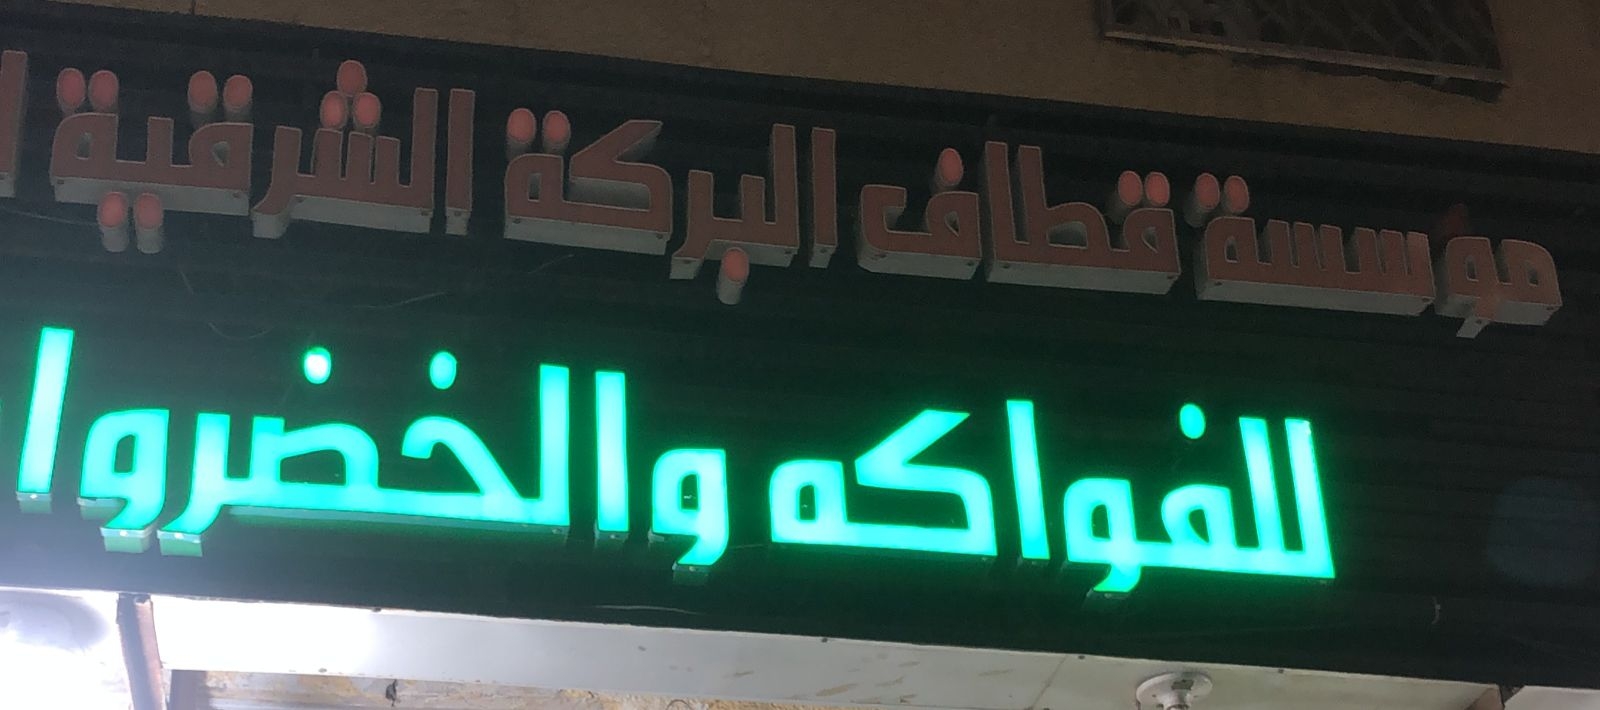 مؤسسة قطاف البركة الشرقية
للفواكه والخضروا